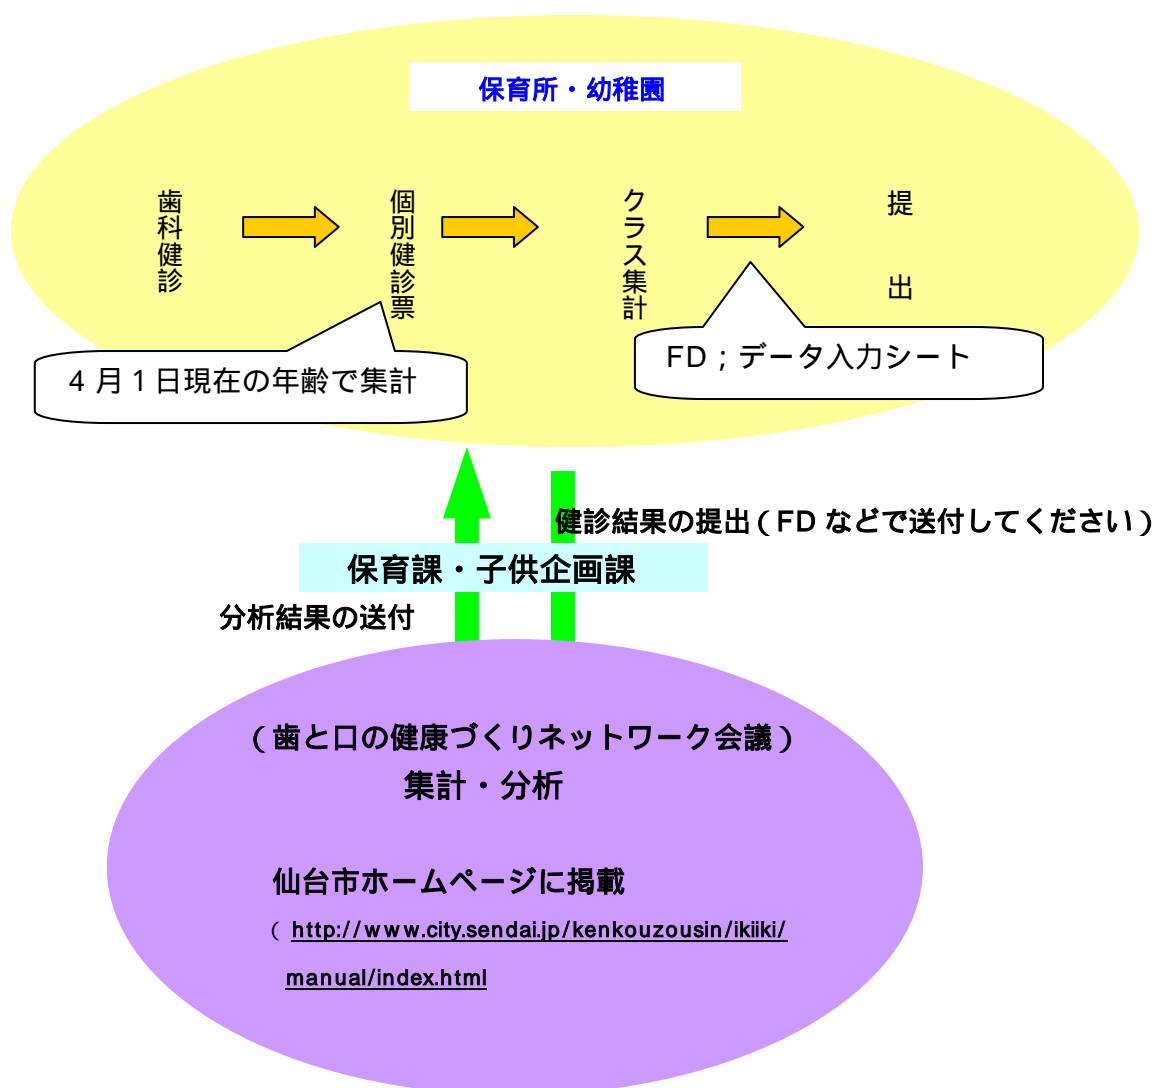 保育所・幼稚園
歯科健診
個別健診票
クラス集計
提出
４月１日現在の年齢で集計
FD；データ入力シート
健診結果の提出（FD などで送付してください）
保育課・子供企画課
分析結果の送付
（歯と口の健康づくりネットワーク会議）
集計・分析
仙台市ホームページに掲載
（ http://www.city.sendai.jp/kenkouzousin/ikiiki/
manual/index.html